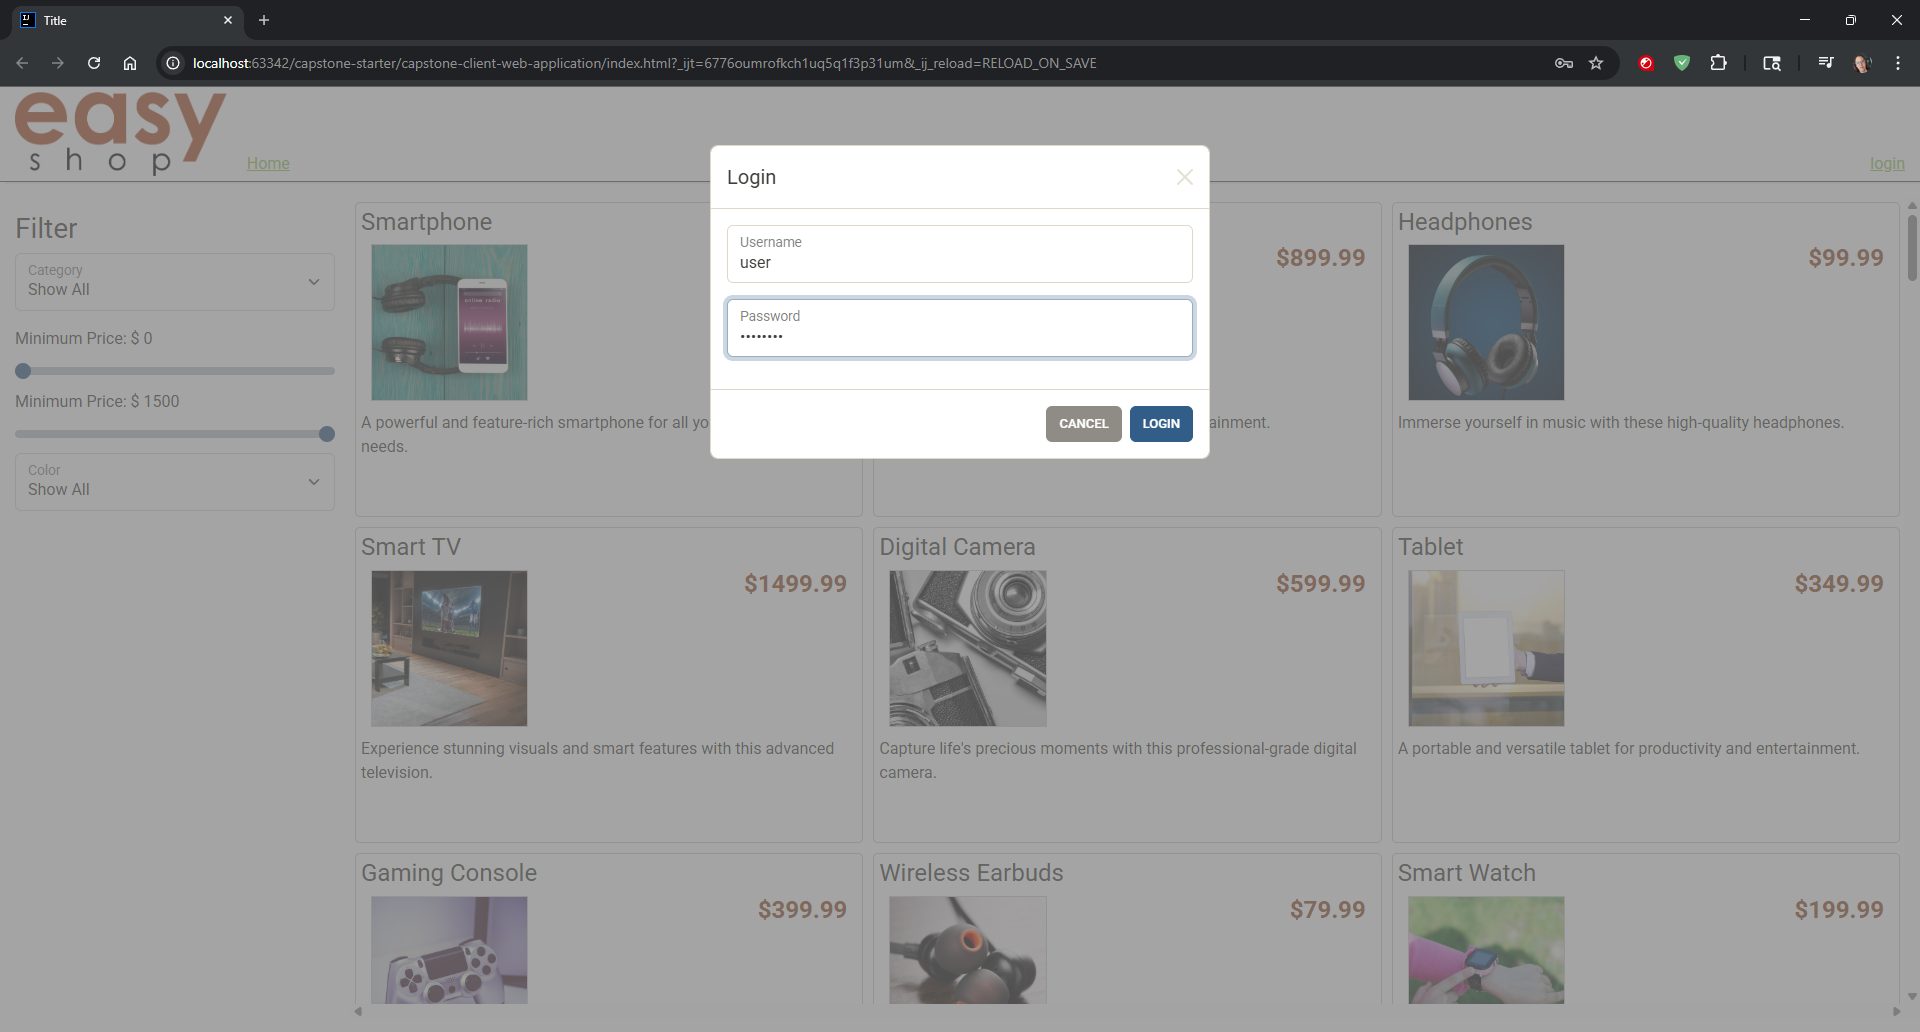 Title
localhost:63342/capstone-starter/capstone-client-web-application/index.html?_ijt=6776oumrofkch1uq5q1f3p31um&_ij_reload=RELOAD_ON_SAVE
easy
shop
Home
login
Login
Username
user
Password
••••••••
CANCEL
LOGIN
Filter
Category
Show All
Minimum Price: $ 0
Minimum Price: $ 1500
Color
Show All
Smartphone
A powerful and feature-rich smartphone for all yo
needs.
$899.99
ainment.
Headphones
$99.99
Immerse yourself in music with these high-quality headphones.
Smart TV
$1499.99
Experience stunning visuals and smart features with this advanced
television.
Digital Camera
$599.99
Capture life's precious moments with this professional-grade digital
camera.
Tablet
$349.99
A portable and versatile tablet for productivity and entertainment.
Gaming Console
$399.99
Wireless Earbuds
$79.99
Smart Watch
$199.99